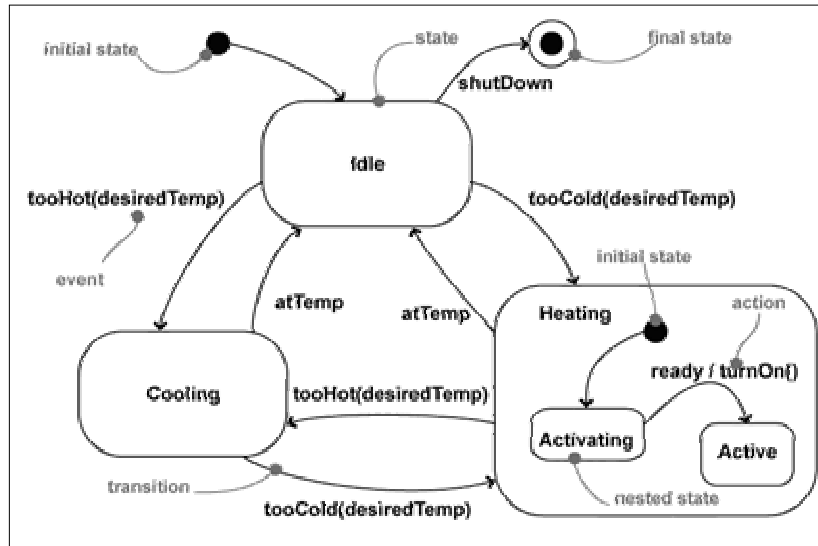 initial state
state
final state
shutDown
Idle
tooHot(desiredTemp)
tooCold(desiredTemp)
event
initial state
atTemp
atTemp
Heating
action
ready / turnOn()
Cooling
tooHot(desiredTemp)
Activating
Active
transition
nested state
tooCold(desiredTemp)